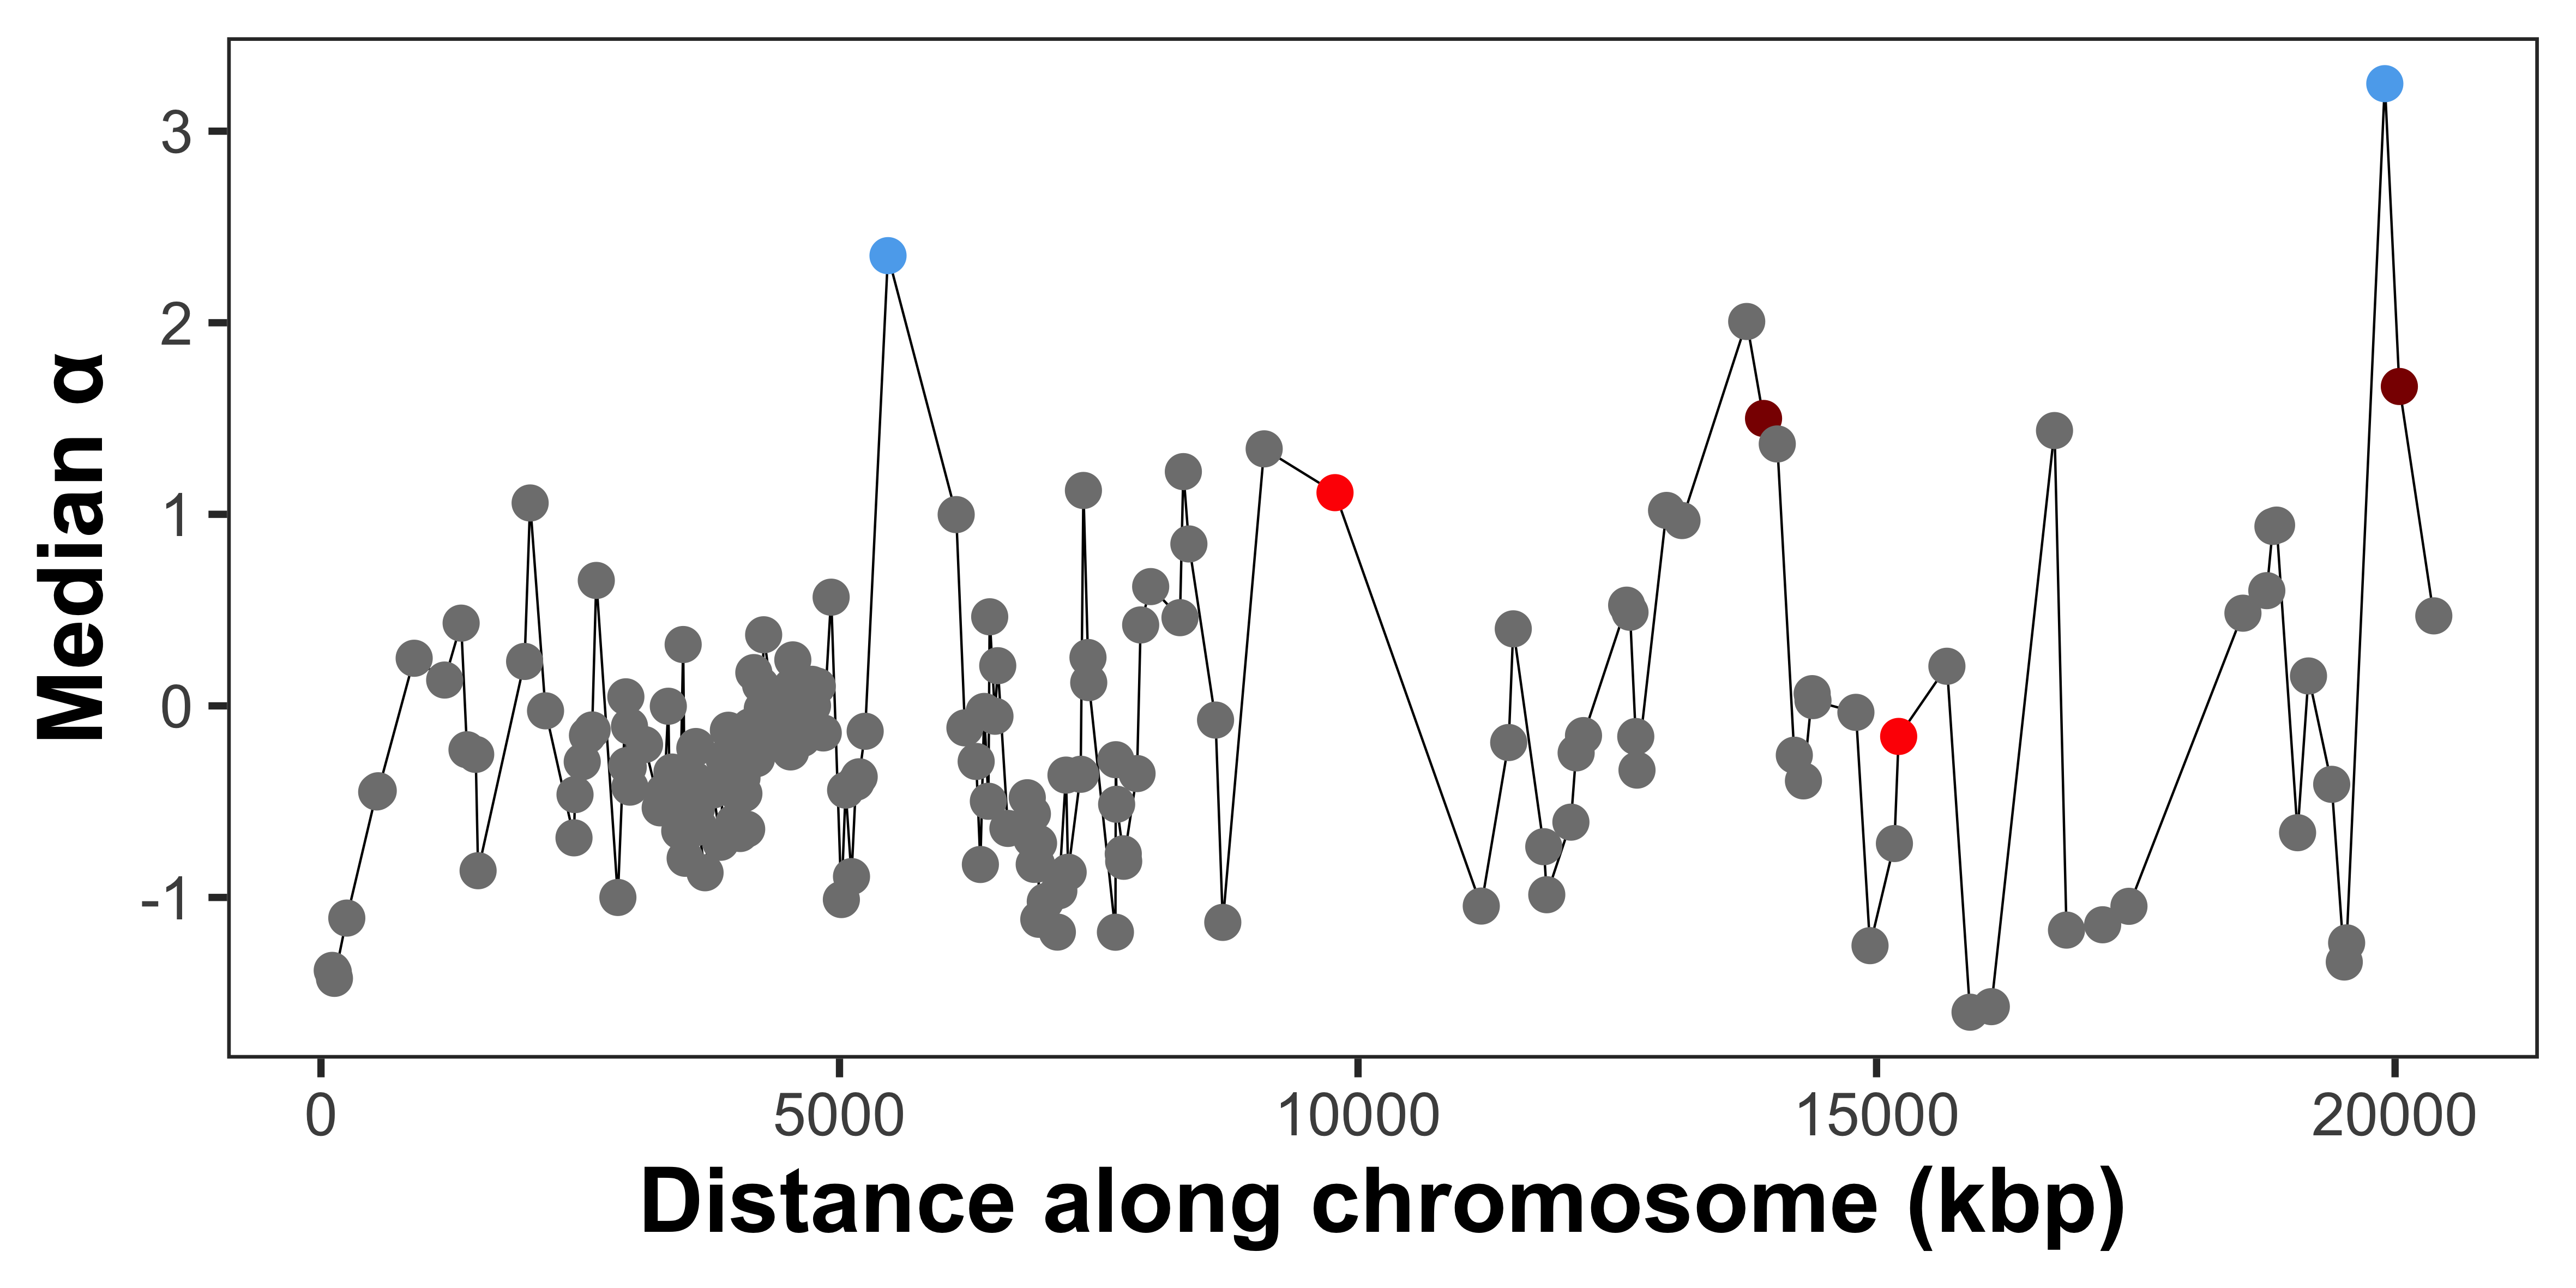 Median α
3
2
1
0
-1
0 5000 10000 15000 20000
Distance along chromosome (kbp)